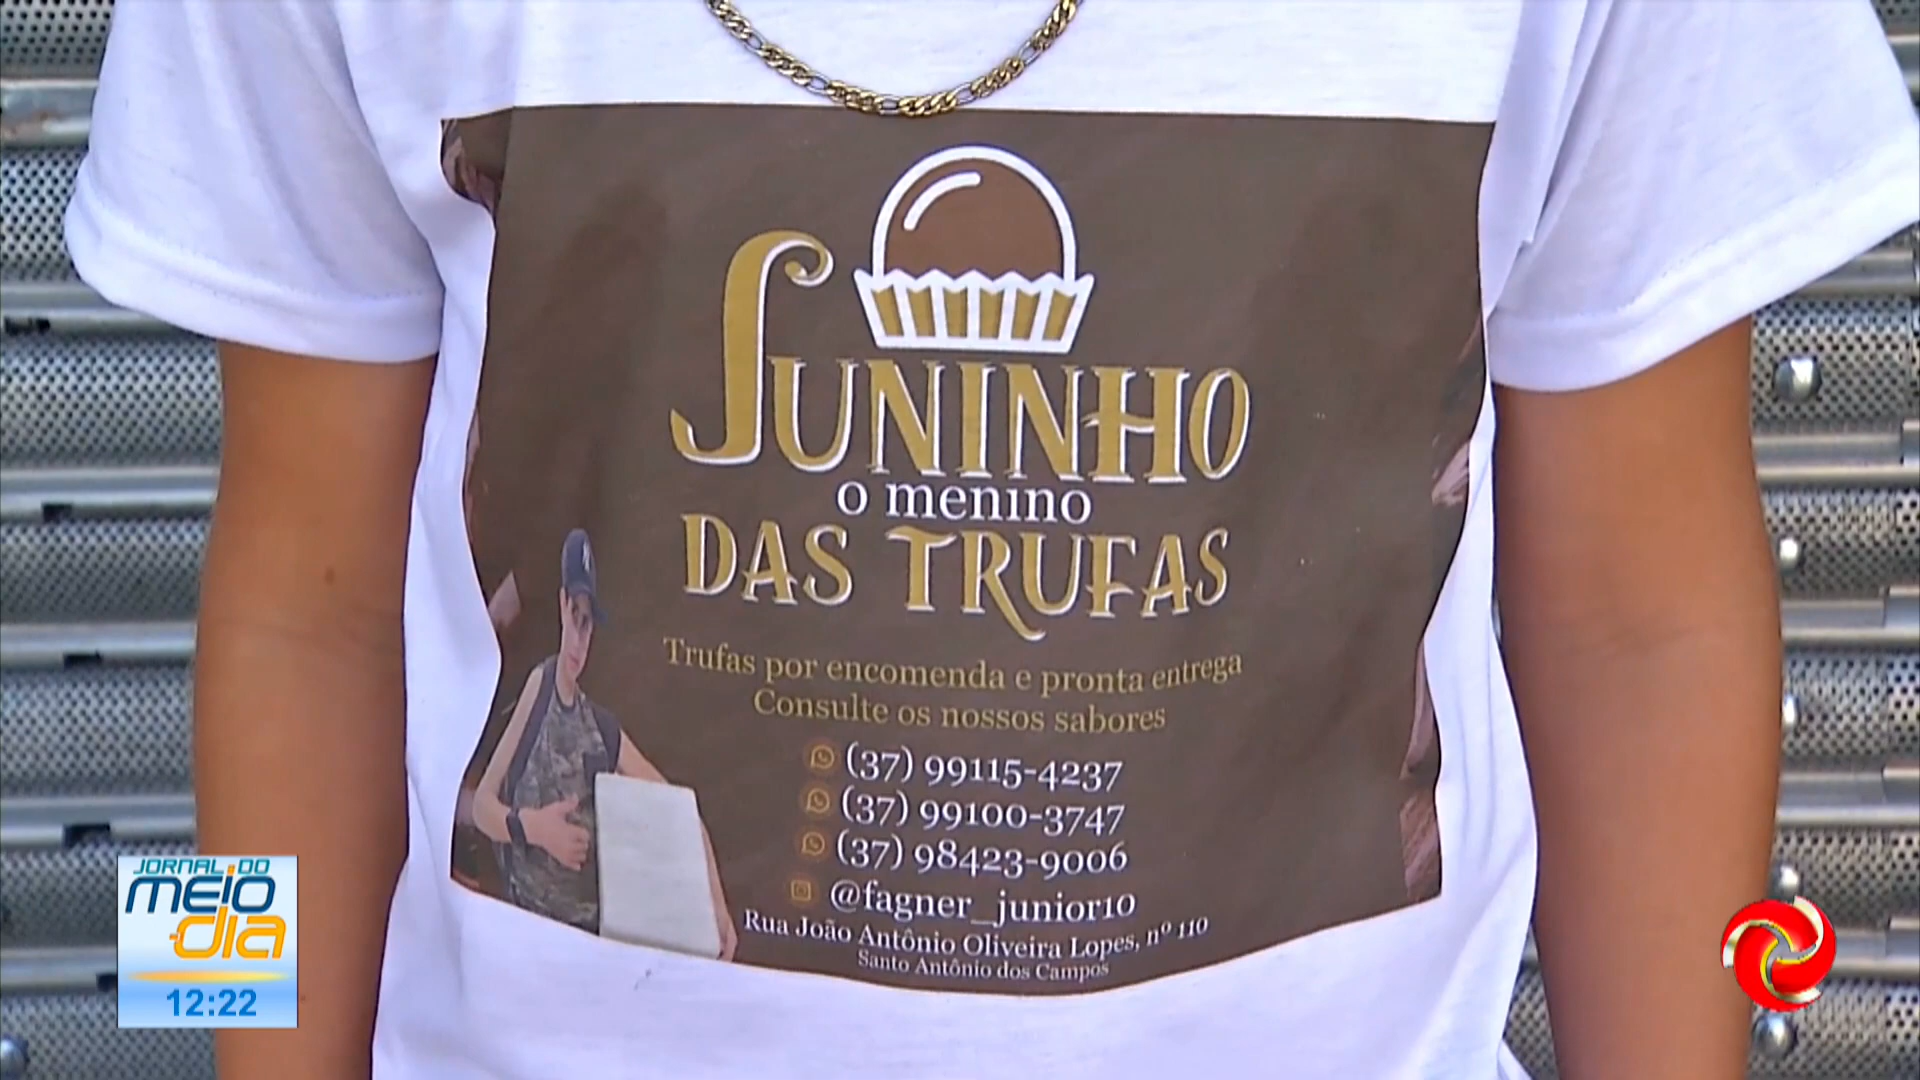 JUNINHO
o menino
DAS TRUFAS
Trufas por encomenda e pronta entrega
Consulte os nossos sabores
(37) 99115-4237
(37) 99100-3747
(37) 98423-9006
@fagner_junior10
Rua João Antônio Oliveira Lopes, nº 110
Santo Antônio dos Campos
JORNAL DO
MEIO
DIA
12:22